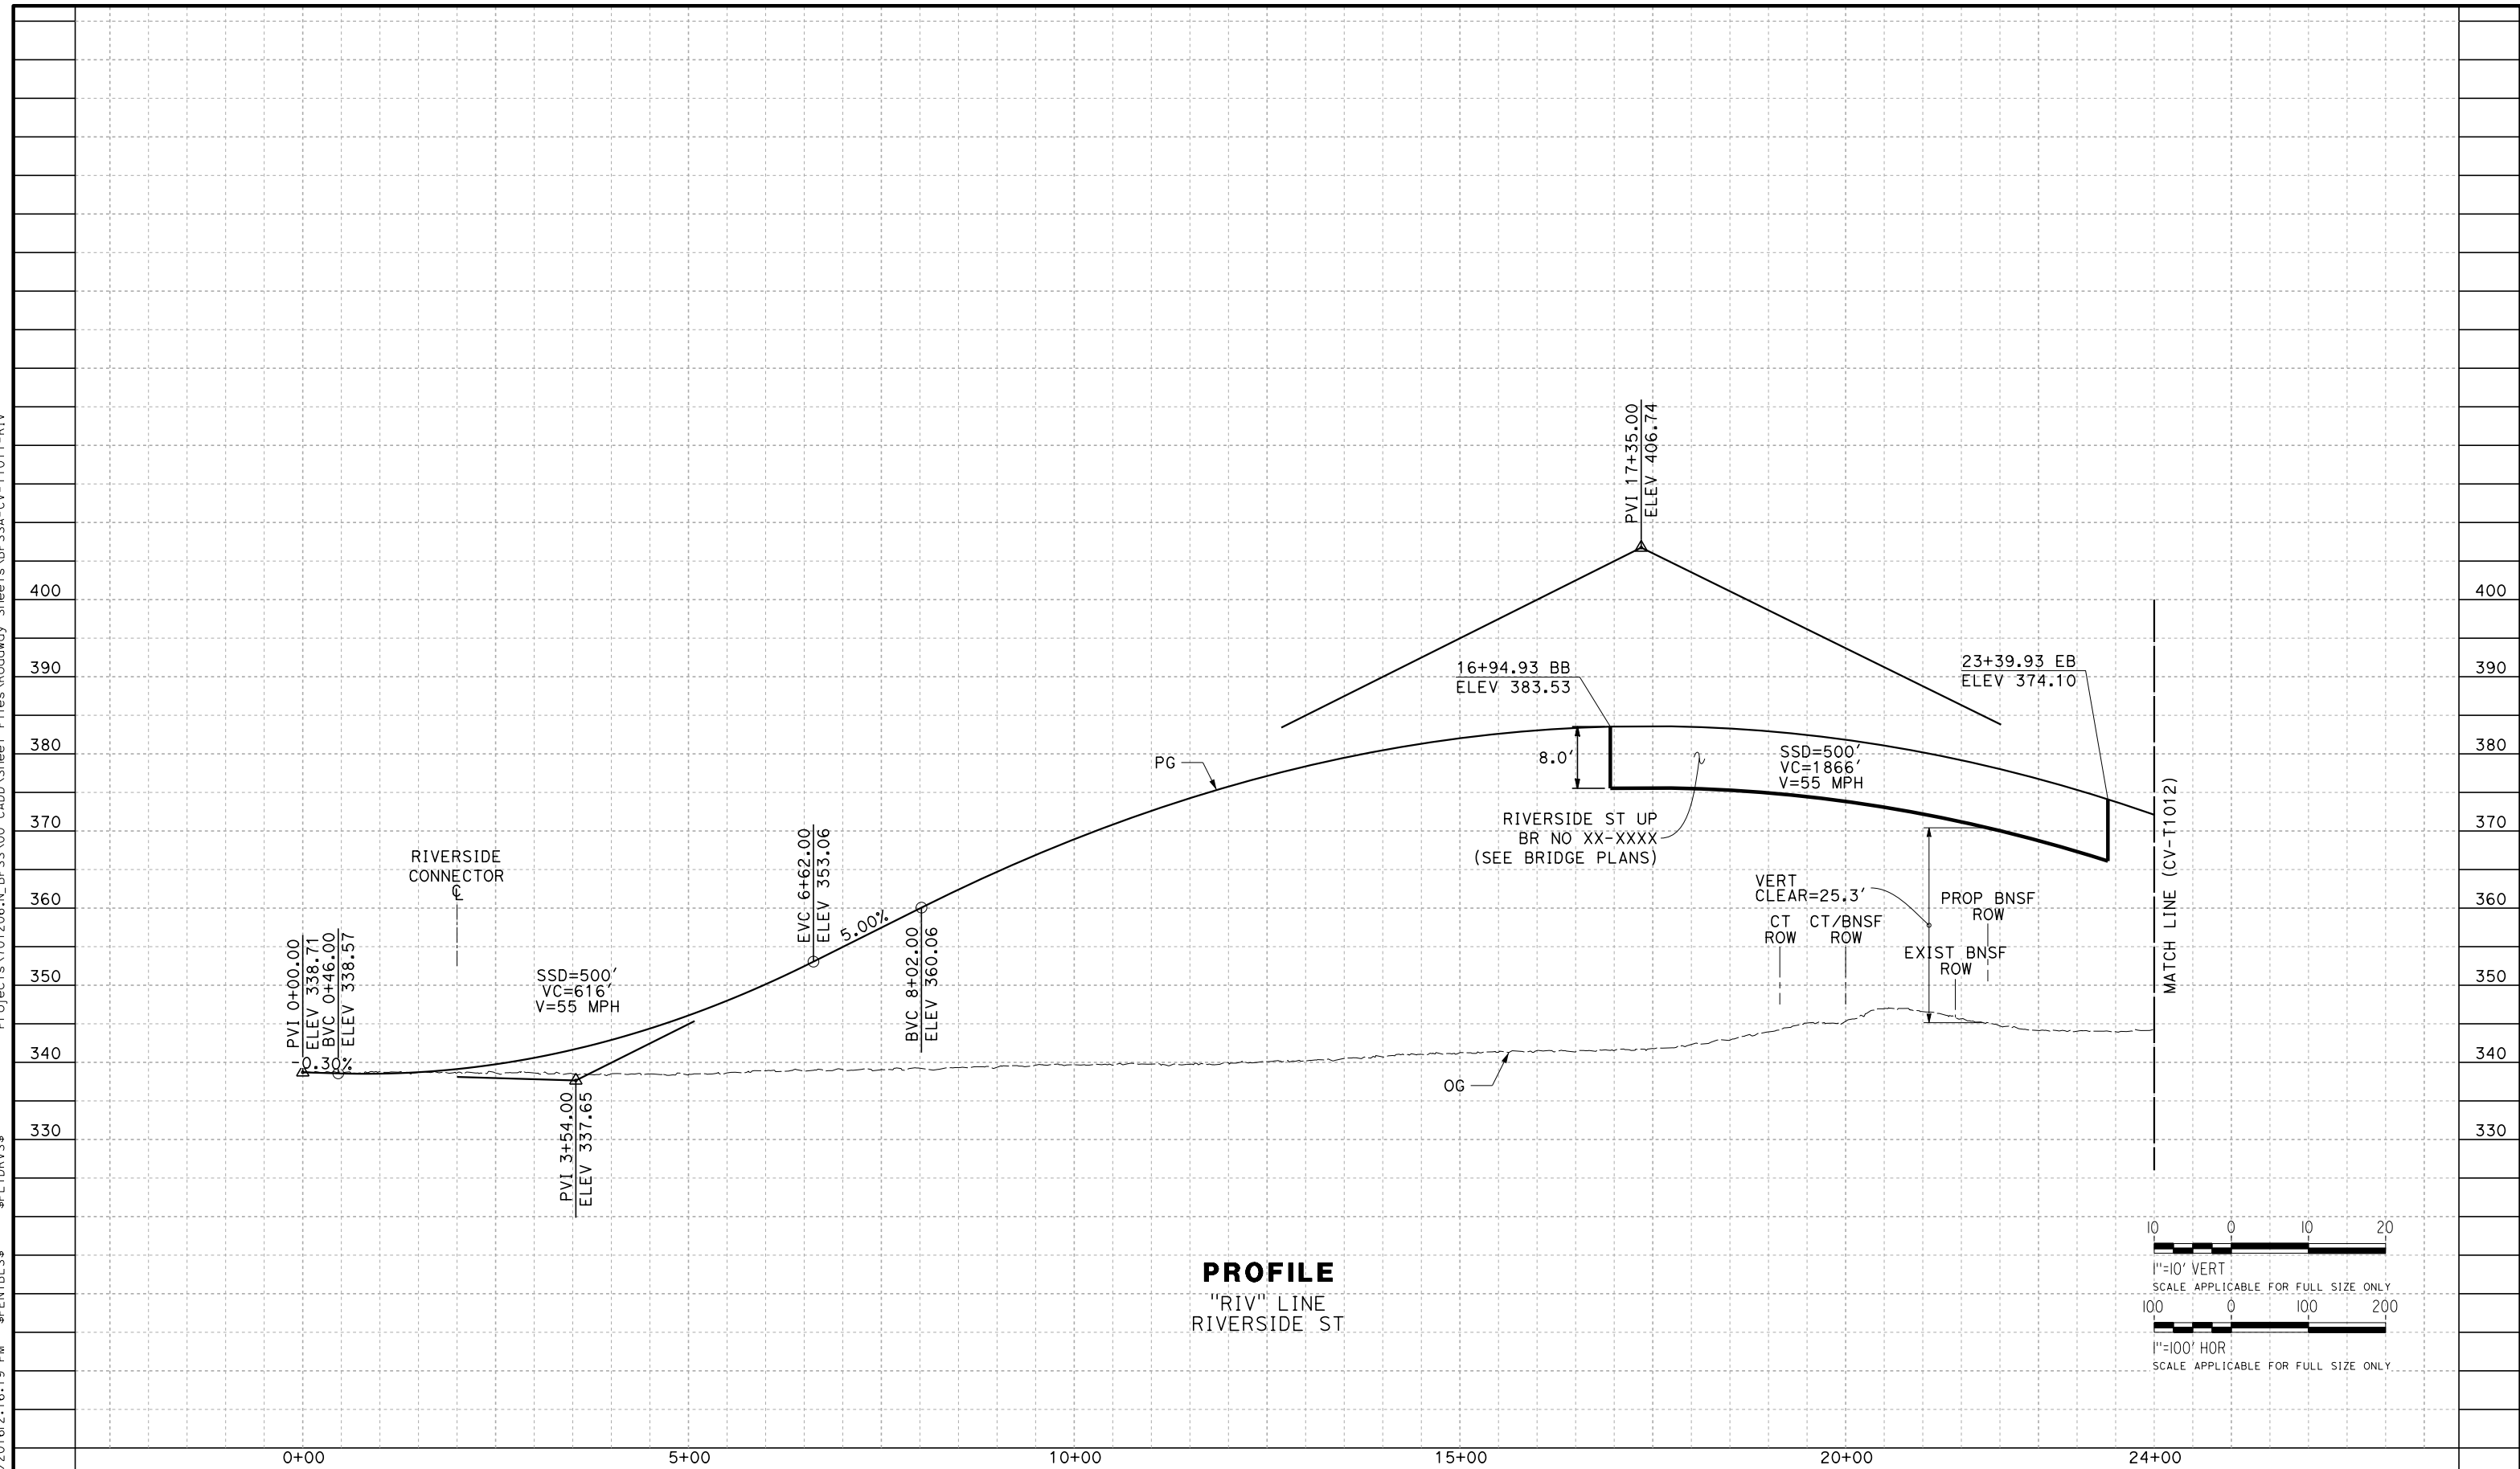 PVI 17+35.00
ELEV 406.74
400
400
390
390
16+94.93 BB
ELEV 383.53
23+39.93 EB
ELEV 374.10
380
380
8.0'
SSD=500'
VC=1866'
V=55 MPH
PG
370
370
RIVERSIDE ST UP
BR NO XX-XXXX
(SEE BRIDGE PLANS)
MATCH LINE (CV-T1012)
RIVERSIDE
CONNECTOR
℄
EVC 6+62.00
ELEV 353.06
5.00%
BVC 8+02.00
ELEV 360.06
VERT
CLEAR=25.3'
360
360
CT
ROW
CT/BNSF
ROW
PROP BNSF
ROW
EXIST BNSF
ROW
350
350
PVI 0+00.00
ELEV 338.71
BVC 0+46.00
ELEV 338.57
SSD=500'
VC=616'
V=55 MPH
340
340
-0.30%
OG
PVI 3+54.00
ELEV 337.65
330
330
PROFILE
"RIV" LINE
RIVERSIDE ST
10 0 10 20
1"=10' VERT
SCALE APPLICABLE FOR FULL SIZE ONLY
100 0 100 200
1"=100' HOR
SCALE APPLICABLE FOR FULL SIZE ONLY
0+00 5+00 10+00 15+00 20+00 24+00